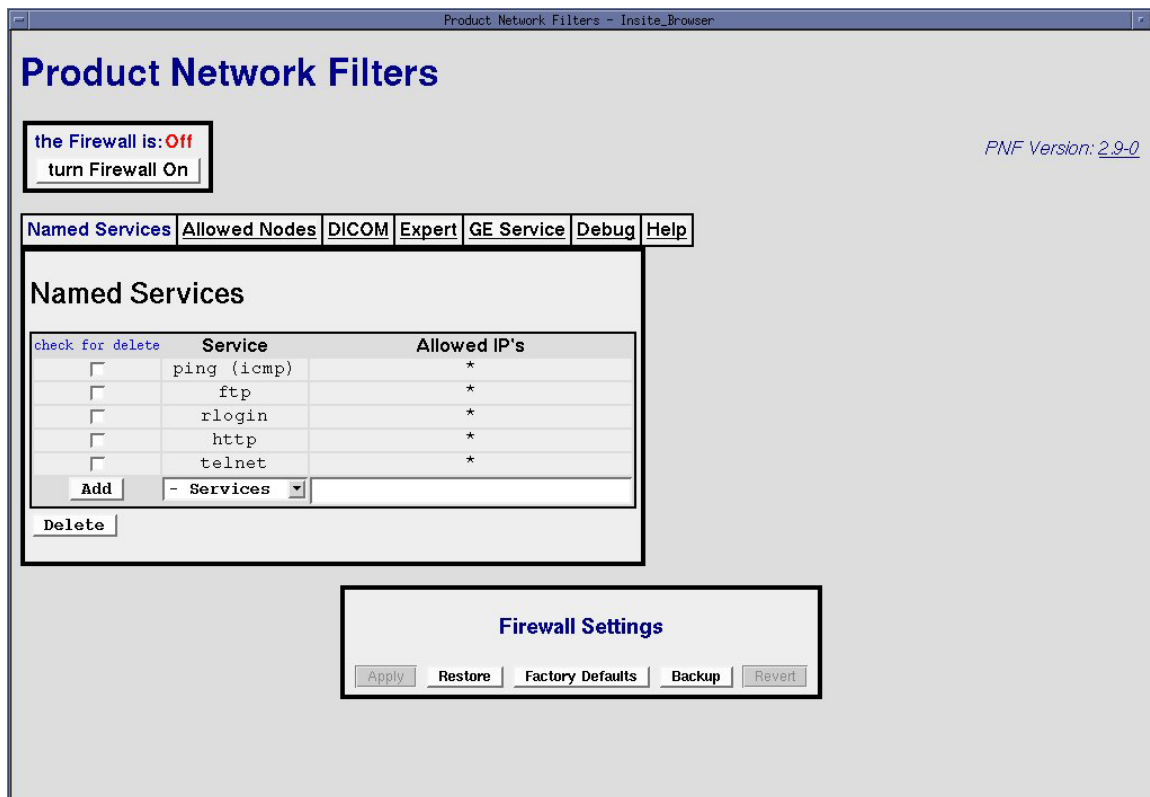 Product Network Filters - Insite_Browser
Product Network Filters
the Firewall is: Off
turn Firewall On
PNF Version: 2.9-0
Named Services Allowed Nodes DICOM Expert GE Service Debug Help
Named Services
check for delete Service Allowed IP's
ping (icmp) *
ftp *
rlogin *
http *
telnet *
Add - Services
Delete
Firewall Settings
Apply Restore Factory Defaults Backup Revert